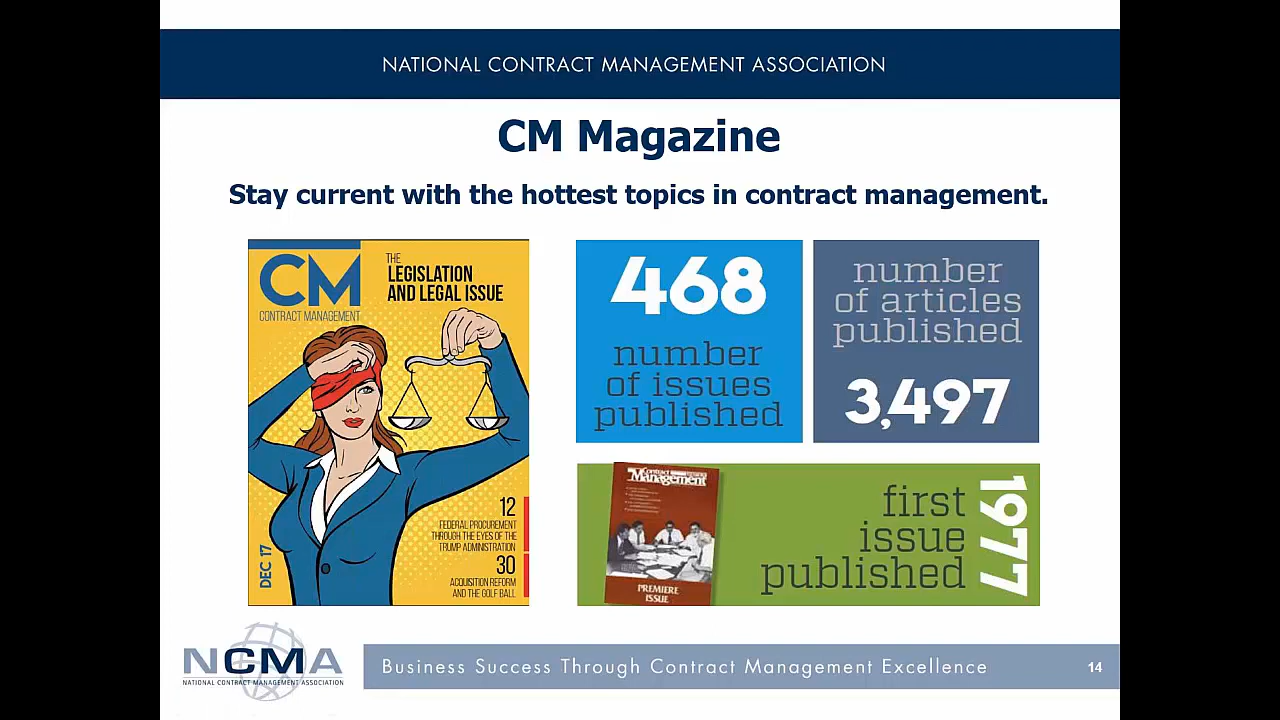 NATIONAL CONTRACT MANAGEMENT ASSOCIATION
CM Magazine
Stay current with the hottest topics in contract management.
CM
CONTRACT MANAGEMENT
THE
LEGISLATION
AND LEGAL ISSUE
12
FEDERAL PROCUREMENT
THROUGH THE EYES OF THE
TRUMP ADMINISTRATION
30
ACQUISITION REFORM
AND THE GOLF BALL
DEC 17
468
number
of issues
published
number
of articles
published
3,497
Contract
Management
PREMIERE
ISSUE
first
issue
published
1977
NCMA
NATIONAL CONTRACT MANAGEMENT ASSOCIATION
Business Success Through Contract Management Excellence
14